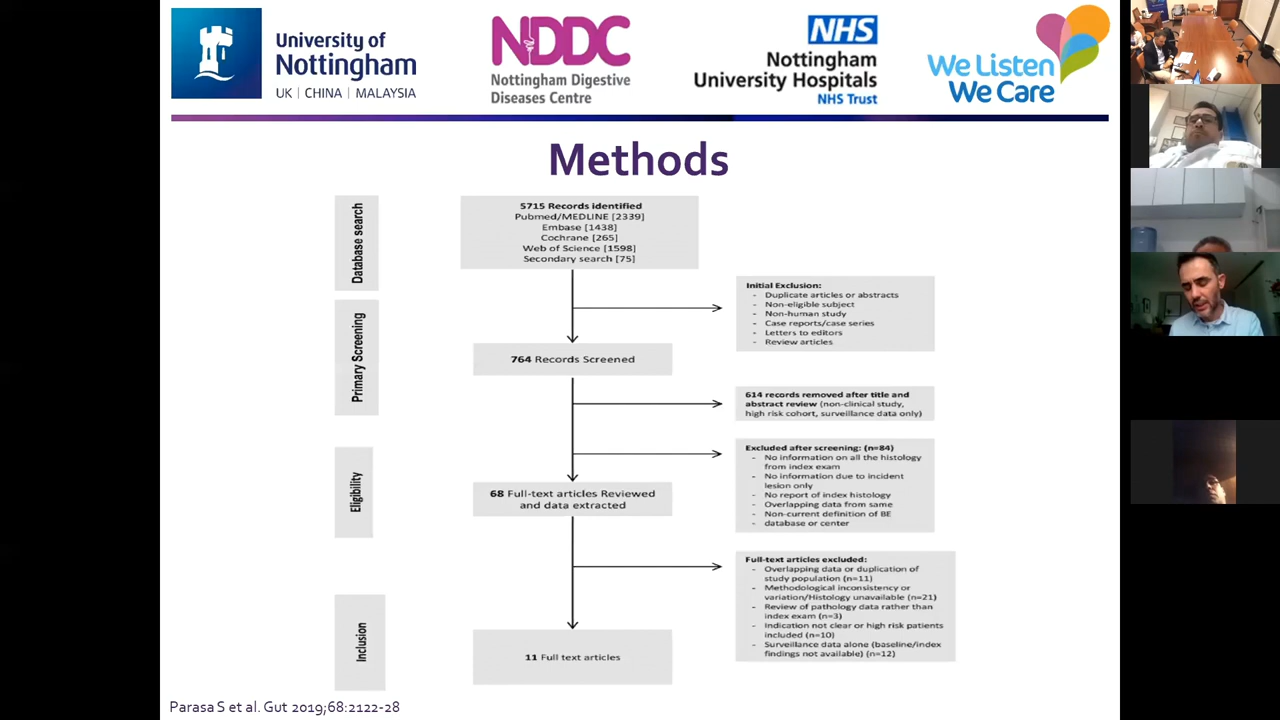 University of
Nottingham
UK | CHINA | MALAYSIA
NDDC
Nottingham Digestive
Diseases Centre
NHS
Nottingham
University Hospitals
NHS Trust
We Listen
We Care
Methods
Database search
5715 Records identified
Pubmed/MEDLINE [2339]
Embase [1438]
Cochrane [265]
Web of Science [1598]
Secondary search [75]
Initial Exclusion:
- Duplicate articles or abstracts
- Non-eligible subject
- Non-human study
- Case reports/case series
- Letters to editors
- Review articles
Primary Screening
764 Records Screened
614 records removed after title and
abstract review (non-clinical study,
high risk cohort, surveillance data only)
Excluded after screening: (n=84)
- No information on all the histology
from index exam
- No information due to incident
lesion only
- No report of index histology
- Overlapping data from same
- Non-current definition of BE
- database or center
Eligibility
68 Full-text articles Reviewed
and data extracted
Full-text articles excluded:
- Overlapping data or duplication of
study population (n=11)
- Methodological inconsistency or
variation/Histology unavailable (n=21)
- Review of pathology data rather than
index exam (n=3)
- Indication not clear or high risk patients
included (n=10)
- Surveillance data alone (baseline/index
findings not available) (n=12)
Inclusion
11 Full text articles
Parasa S et al. Gut 2019;68:2122-28